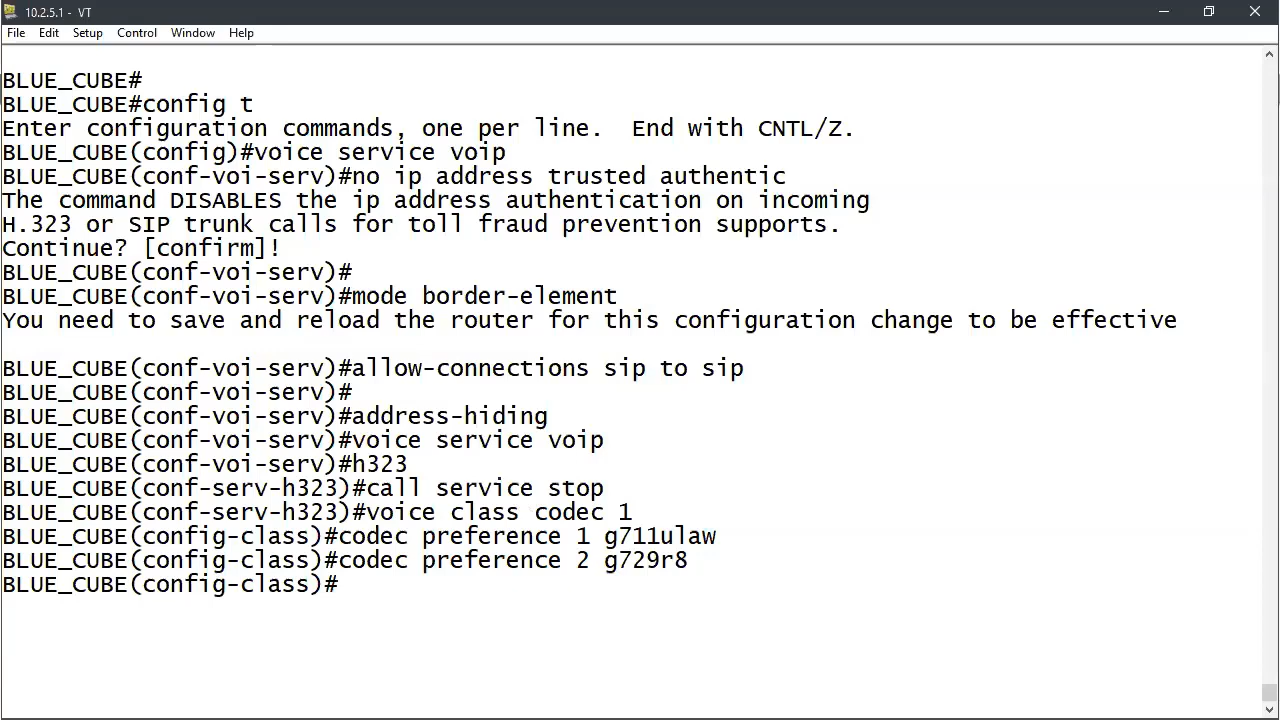 10.2.5.1 - VT
File Edit Setup Control Window Help
BLUE_CUBE#
BLUE_CUBE#config t
Enter configuration commands, one per line.  End with CNTL/Z.
BLUE_CUBE(config)#voice service voip
BLUE_CUBE(conf-voi-serv)#no ip address trusted authentic
The command DISABLES the ip address authentication on incoming
H.323 or SIP trunk calls for toll fraud prevention supports.
Continue? [confirm]!
BLUE_CUBE(conf-voi-serv)#
BLUE_CUBE(conf-voi-serv)#mode border-element
You need to save and reload the router for this configuration change to be effective
BLUE_CUBE(conf-voi-serv)#allow-connections sip to sip
BLUE_CUBE(conf-voi-serv)#
BLUE_CUBE(conf-voi-serv)#address-hiding
BLUE_CUBE(conf-voi-serv)#voice service voip
BLUE_CUBE(conf-voi-serv)#h323
BLUE_CUBE(conf-serv-h323)#call service stop
BLUE_CUBE(conf-serv-h323)#voice class codec 1
BLUE_CUBE(config-class)#codec preference 1 g711ulaw
BLUE_CUBE(config-class)#codec preference 2 g729r8
BLUE_CUBE(config-class)#